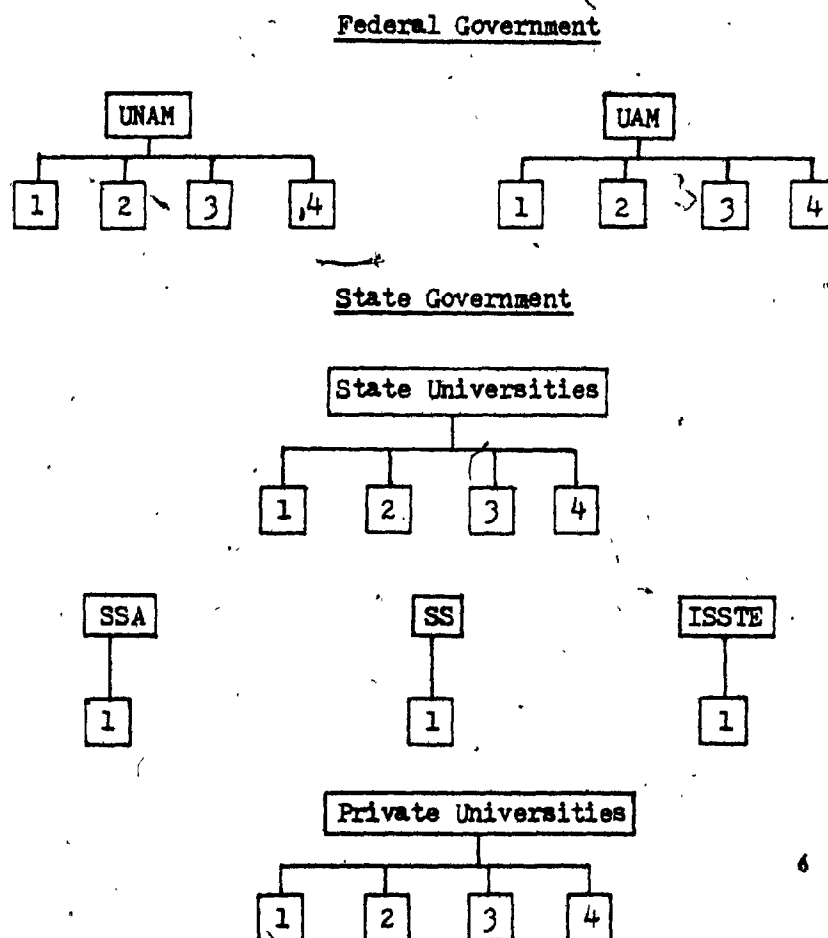 Federal Government
UNAM UAM
1 2 3 4 1 2 3 4
State Government
State Universities
1 2 3 4
SSA SS ISSTE
1 1 1
Private Universities
6
1 2 3 4